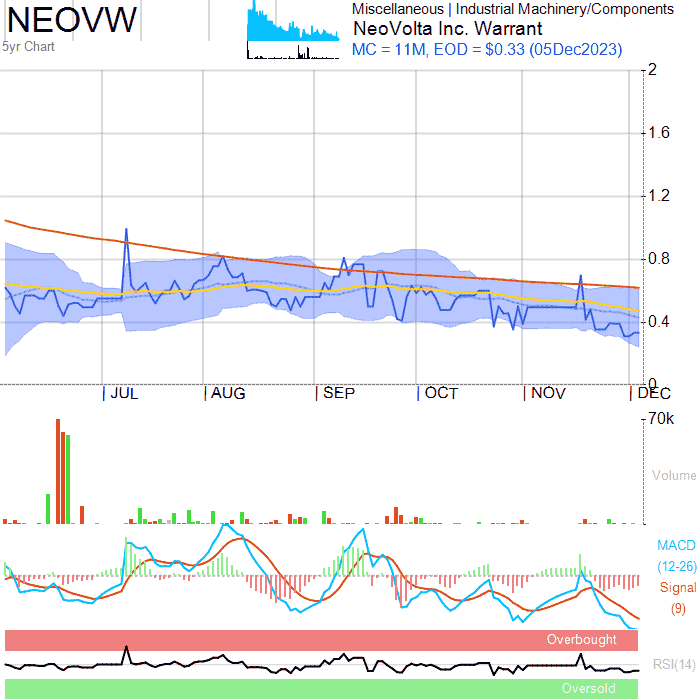 NEOVW
5yr Chart
Miscellaneous | Industrial Machinery/Components
NeoVolta Inc. Warrant
MC = 11M, EOD = $0.33 (05Dec2023)
2
1.6
1.2
0.8
0.4
0
JUL
AUG
SEP
OCT
NOV
DEC
70k
Volume
MACD
(12-26)
Signal
(9)
Overbought
RSI(14)
Oversold